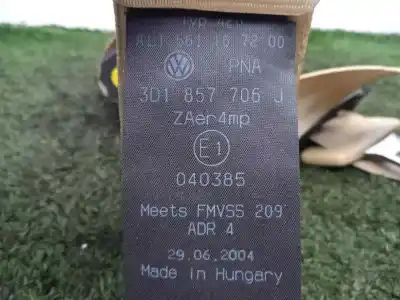 PNA
3D1 857 706 J
ZAer4mp
E1
040385
Meets FMVSS 209
ADR 4
29.06.2004
Made in Hungary